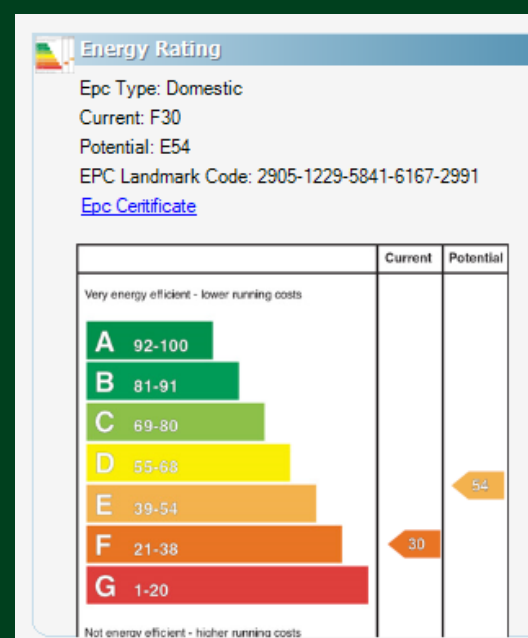 Energy Rating
Epc Type: Domestic
Current: F30
Potential: E54
EPC Landmark Code: 2905-1229-5841-6167-2991
Epc Ceritificate
Current Potential
Very energy efficient - lower running costs
A 92-100
B 81-91
C 69-80
D 55-68
54
E 39-54
F 21-38 30
G 1-20
Not energy efficient - higher running costs